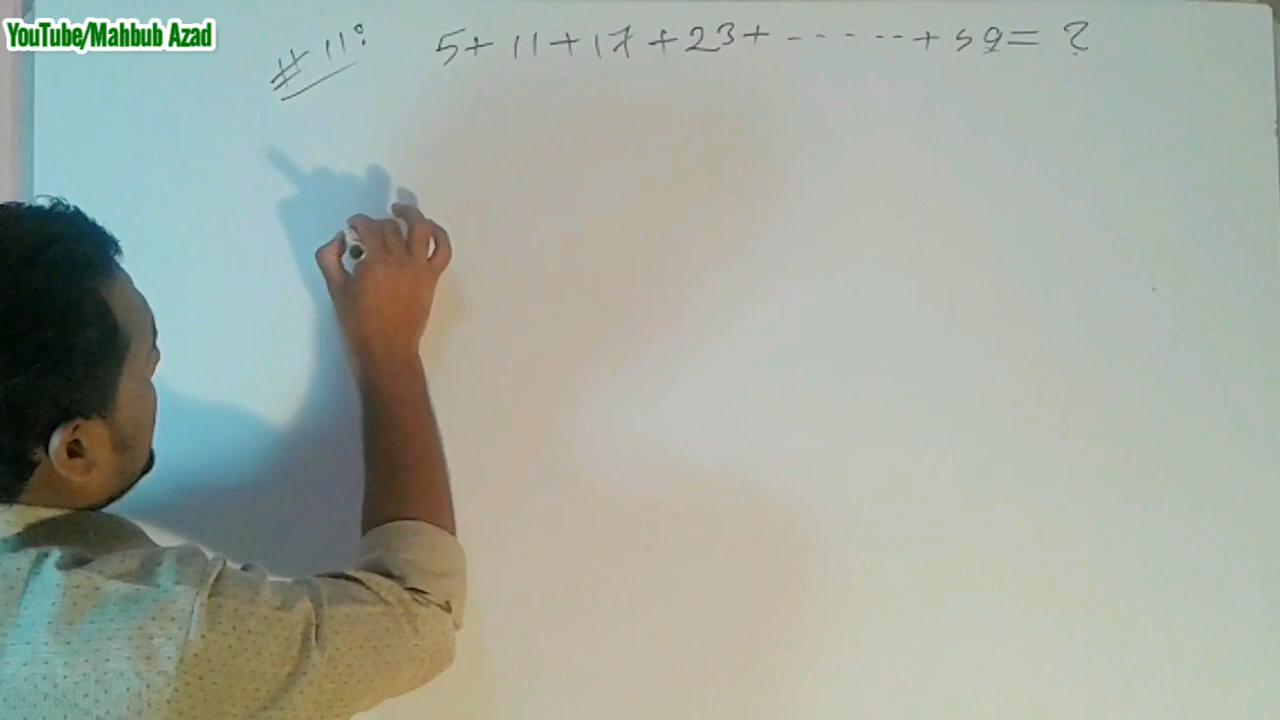 YouTube/Mahbub Azad
# 11: 5+ 11 + 17 + 23 + - - - - - - + 59 = ?